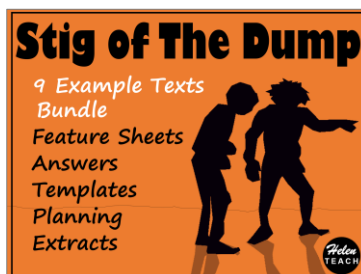 Stig of The Dump
9 Example Texts
Bundle
Feature Sheets
Answers
Templates
Planning
Extracts
Helen
TEACH